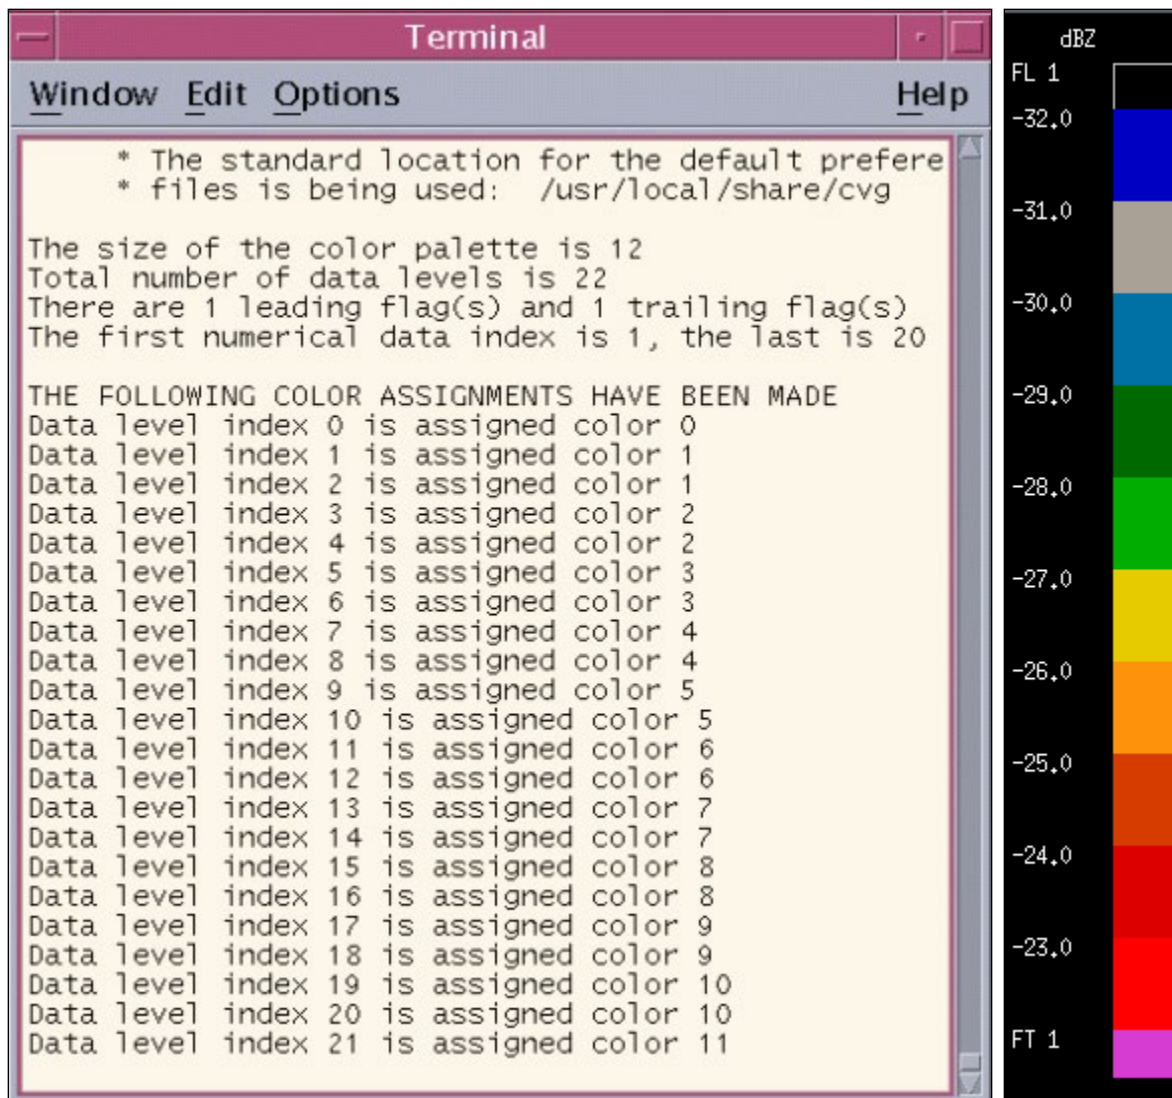 Terminal
Window Edit Options Help
* The standard location for the default prefere
* files is being used: /usr/local/share/cvg
The size of the color palette is 12
Total number of data levels is 22
There are 1 leading flag(s) and 1 trailing flag(s)
The first numerical data index is 1, the last is 20
THE FOLLOWING COLOR ASSIGNMENTS HAVE BEEN MADE
Data level index 0 is assigned color 0
Data level index 1 is assigned color 1
Data level index 2 is assigned color 1
Data level index 3 is assigned color 2
Data level index 4 is assigned color 2
Data level index 5 is assigned color 3
Data level index 6 is assigned color 3
Data level index 7 is assigned color 4
Data level index 8 is assigned color 4
Data level index 9 is assigned color 5
Data level index 10 is assigned color 5
Data level index 11 is assigned color 6
Data level index 12 is assigned color 6
Data level index 13 is assigned color 7
Data level index 14 is assigned color 7
Data level index 15 is assigned color 8
Data level index 16 is assigned color 8
Data level index 17 is assigned color 9
Data level index 18 is assigned color 9
Data level index 19 is assigned color 10
Data level index 20 is assigned color 10
Data level index 21 is assigned color 11
dBZ
FL 1
-32.0
-31.0
-30.0
-29.0
-28.0
-27.0
-26.0
-25.0
-24.0
-23.0
FT 1